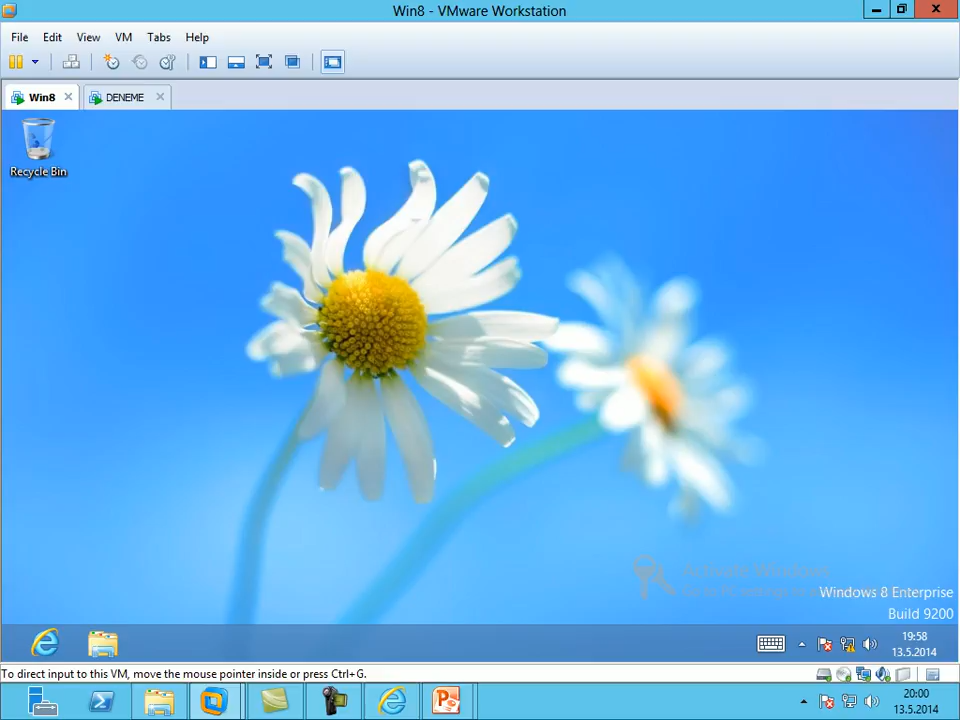 Win8 - VMware Workstation
File Edit View VM Tabs Help
Win8 DENEME
Recycle Bin
Activate Windows
Windows 8 Enterprise
Build 9200
19:58
13.5.2014
To direct input to this VM, move the mouse pointer inside or press Ctrl+G.
20:00
13.5.2014